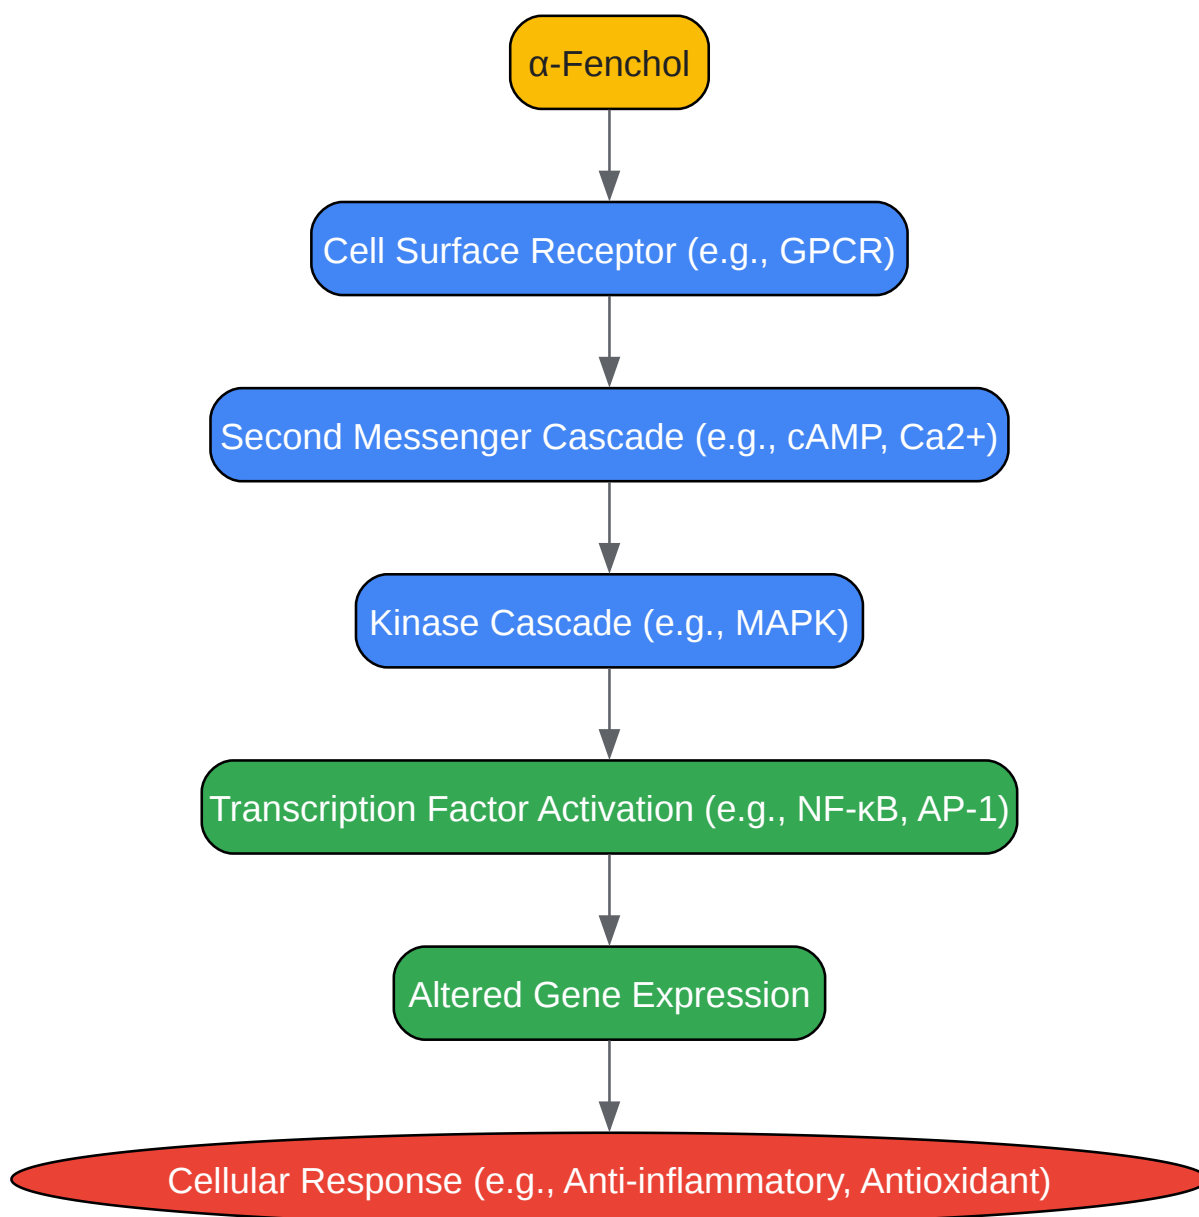 α-Fenchol
Cell Surface Receptor (e.g., GPCR)
Second Messenger Cascade (e.g., cAMP, Ca2+)
Kinase Cascade (e.g., MAPK)
Transcription Factor Activation (e.g., NF-κB, AP-1)
Altered Gene Expression
Cellular Response (e.g., Anti-inflammatory, Antioxidant)